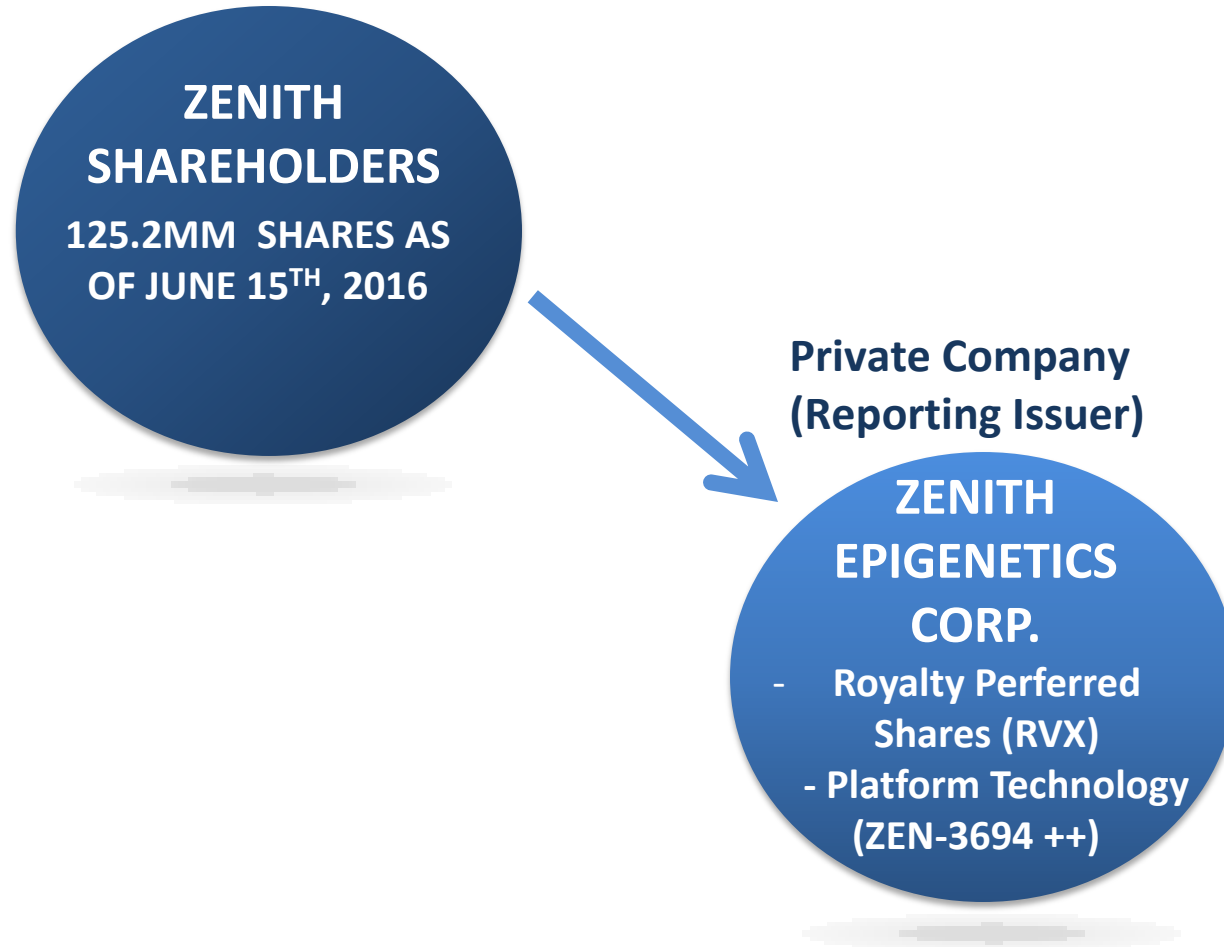 ZENITH
SHAREHOLDERS
125.2MM  SHARES AS
OF JUNE 15TH, 2016
Private Company
(Reporting Issuer)
ZENITH
EPIGENETICS
CORP.
- Royalty Perferred
Shares (RVX)
- Platform Technology
(ZEN-3694 ++)